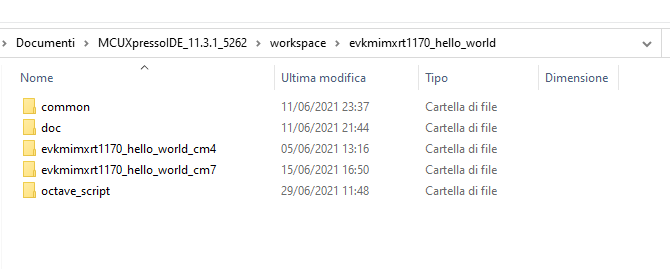 Documenti > MCUXpressoIDE_11.3.1_5262 > workspace > evkmimxrt1170_hello_world
Nome Ultima modifica Tipo Dimensione
common 11/06/2021 23:37 Cartella di file
doc 11/06/2021 21:44 Cartella di file
evkmimxrt1170_hello_world_cm4 05/06/2021 13:16 Cartella di file
evkmimxrt1170_hello_world_cm7 15/06/2021 16:50 Cartella di file
octave_script 29/06/2021 11:48 Cartella di file